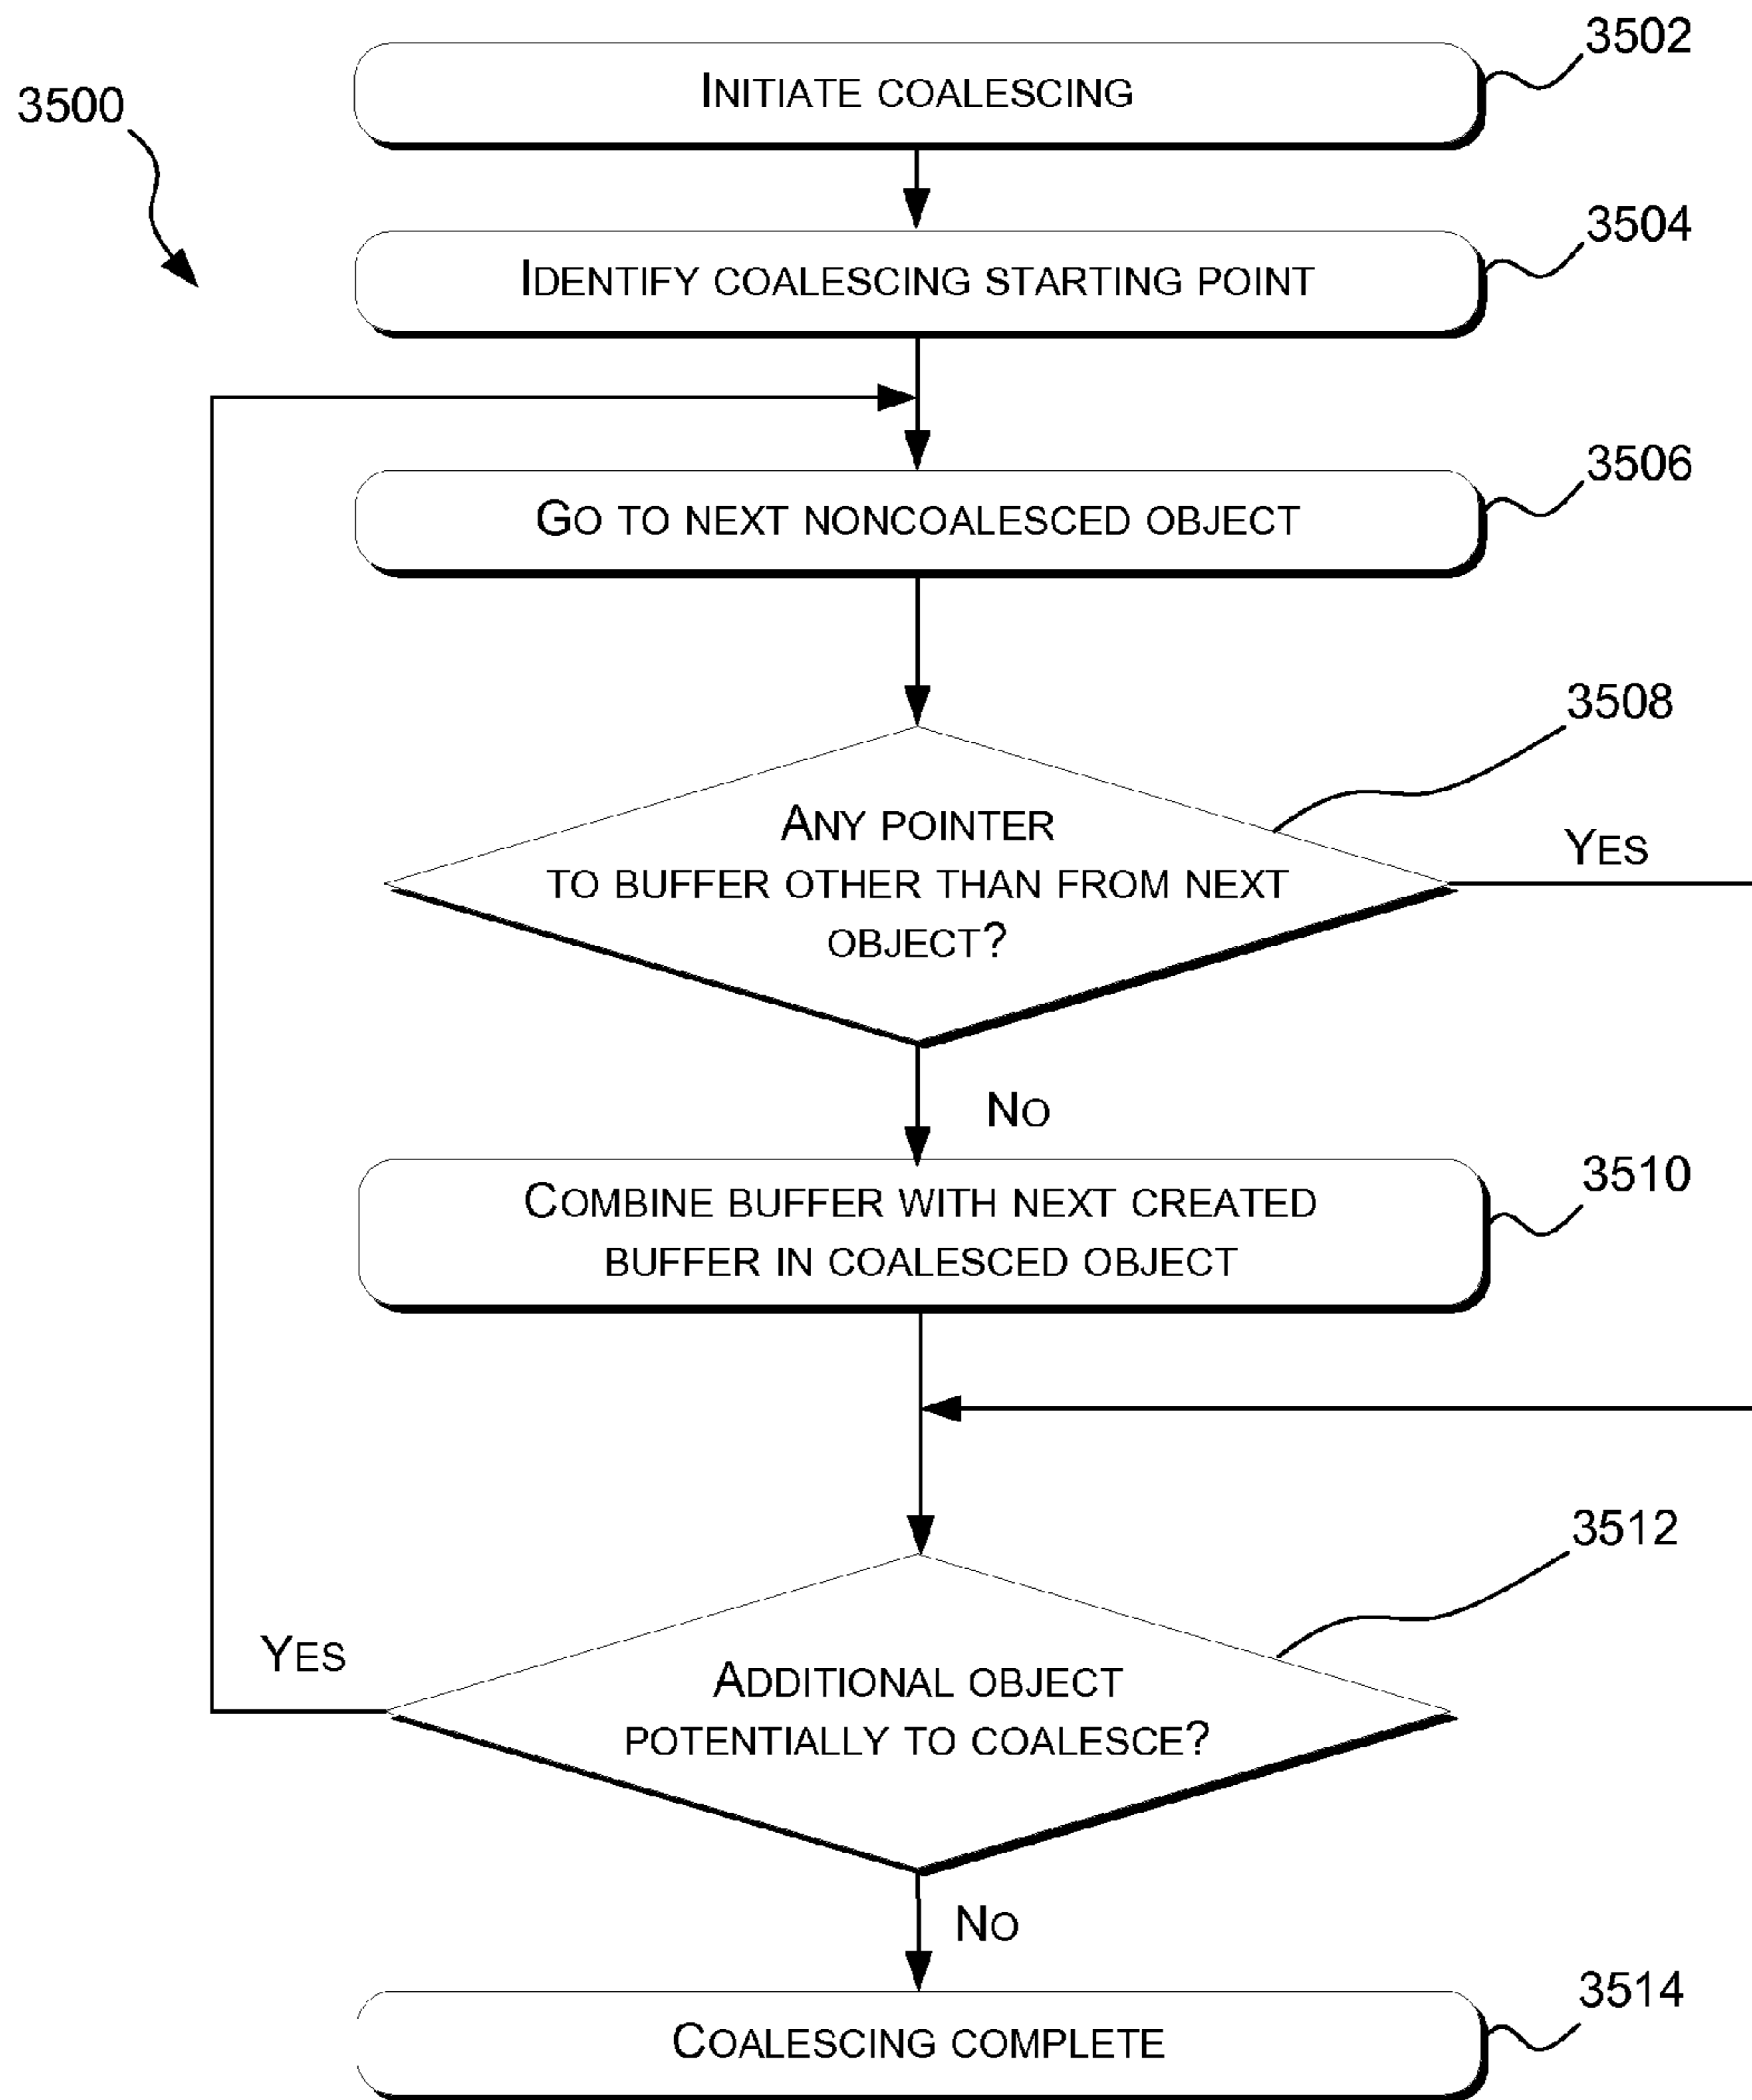 3502
INITIATE COALESCING
3500
3504
IDENTIFY COALESCING STARTING POINT
3506
GO TO NEXT NONCOALESCED OBJECT
3508
ANY POINTER
TO BUFFER OTHER THAN FROM NEXT
OBJECT?
YES
NO
3510
COMBINE BUFFER WITH NEXT CREATED
BUFFER IN COALESCED OBJECT
3512
YES
ADDITIONAL OBJECT
POTENTIALLY TO COALESCE?
NO
3514
COALESCING COMPLETE